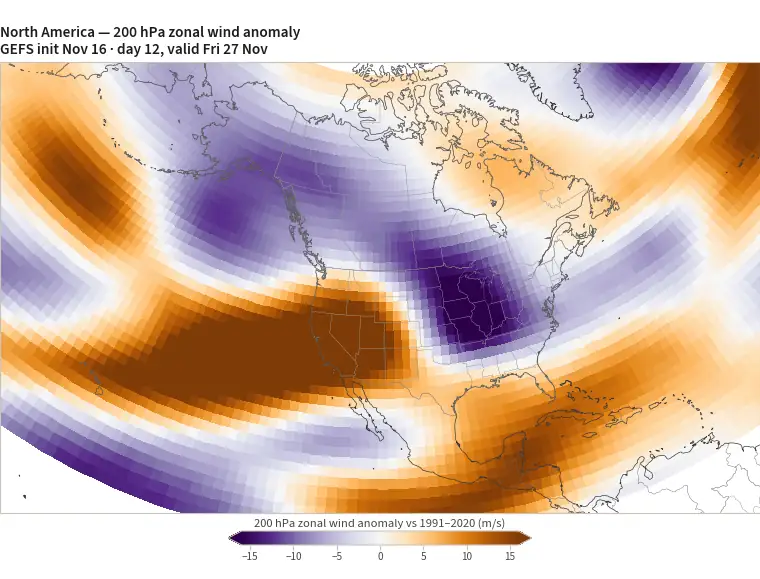 North America — 200 hPa zonal wind anomaly
GEFS init Nov 16 · day 12, valid Fri 27 Nov
200 hPa zonal wind anomaly vs 1991–2020 (m/s)
−15 −10 −5 0 5 10 15